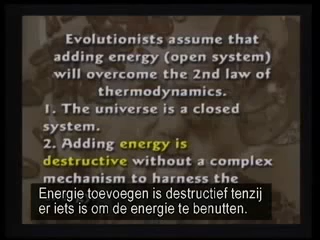 Evolutionists assume that
adding energy (open system)
will overcome the 2nd law of
thermodynamics.
1. The universe is a closed
system.
2. Adding energy is
destructive without a complex
mechanism to harness the
Energie toevoegen is destructief tenzij
er iets is om de energie te benutten.